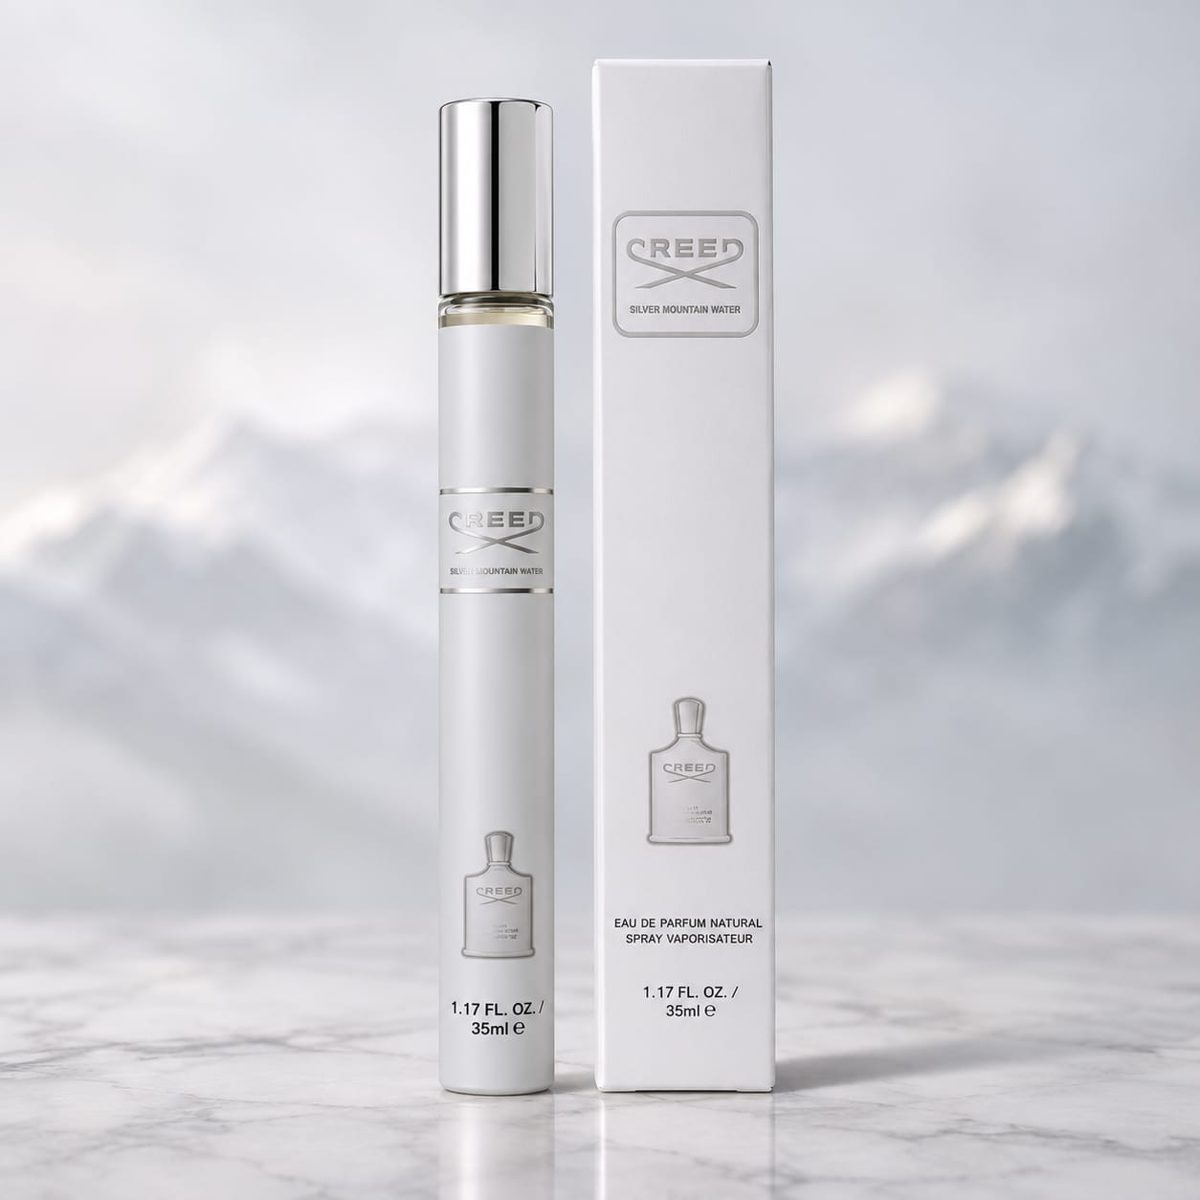 CREED
SILVER MOUNTAIN WATER
CREED
SILVER MOUNTAIN WATER
CREED
CREED
EAU DE PARFUM NATURAL
SPRAY VAPORISATEUR
1.17 FL. OZ. /
35ml ℮
1.17 FL. OZ. /
35ml ℮